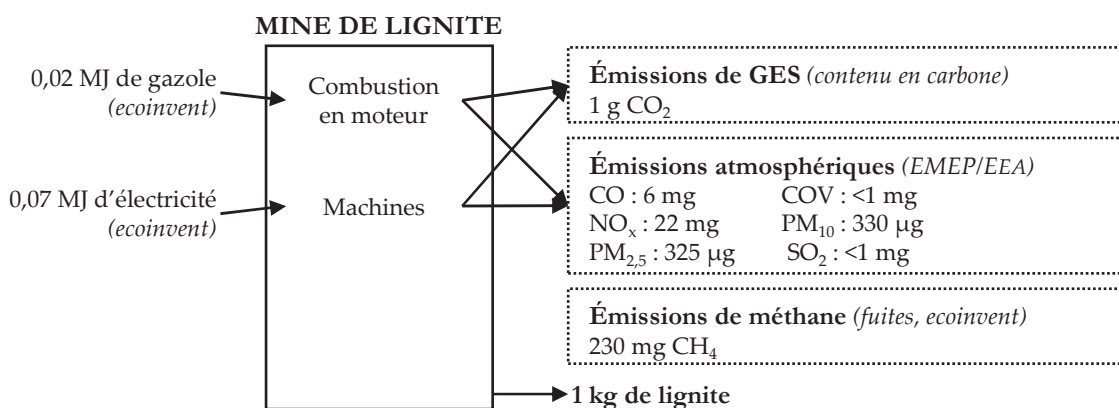 MINE DE LIGNITE
0,02 MJ de gazole
(ecoinvent)
Combustion
en moteur
0,07 MJ d'électricité
(ecoinvent)
Machines
Émissions de GES (contenu en carbone)
1 g CO₂
Émissions atmosphériques (EMEP/EEA)
CO : 6 mg COV : <1 mg
NOₓ : 22 mg PM₁₀ : 330 µg
PM₂,₅ : 325 µg SO₂ : <1 mg
Émissions de méthane (fuites, ecoinvent)
230 mg CH₄
1 kg de lignite